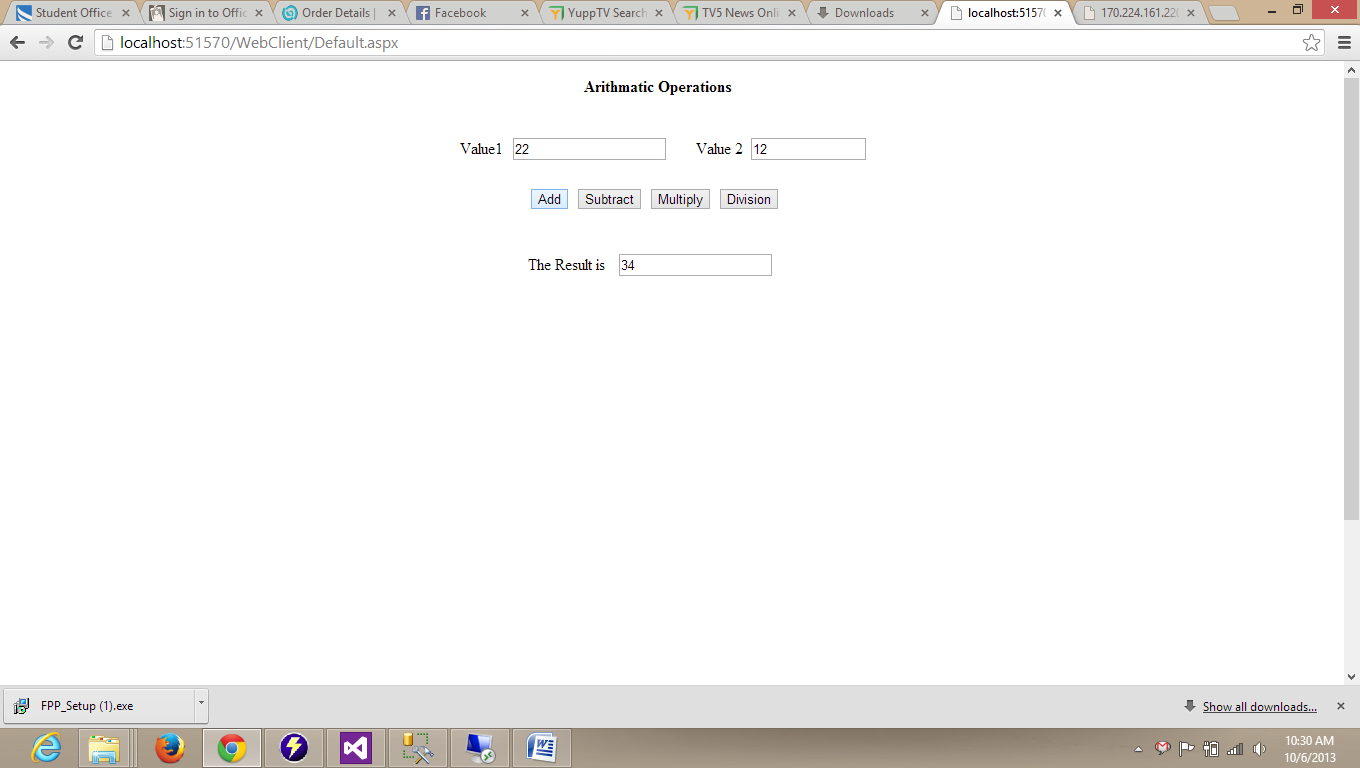 Student Office
Sign in to Offic
Order Details |
Facebook
YuppTV Search
TV5 News Onli
Downloads
localhost:51570
170.224.161.220
localhost:51570/WebClient/Default.aspx
Arithmatic Operations
Value1 22 Value 2 12
Add Subtract Multiply Division
The Result is 34
FPP_Setup (1).exe
Show all downloads...
10:30 AM
10/6/2013